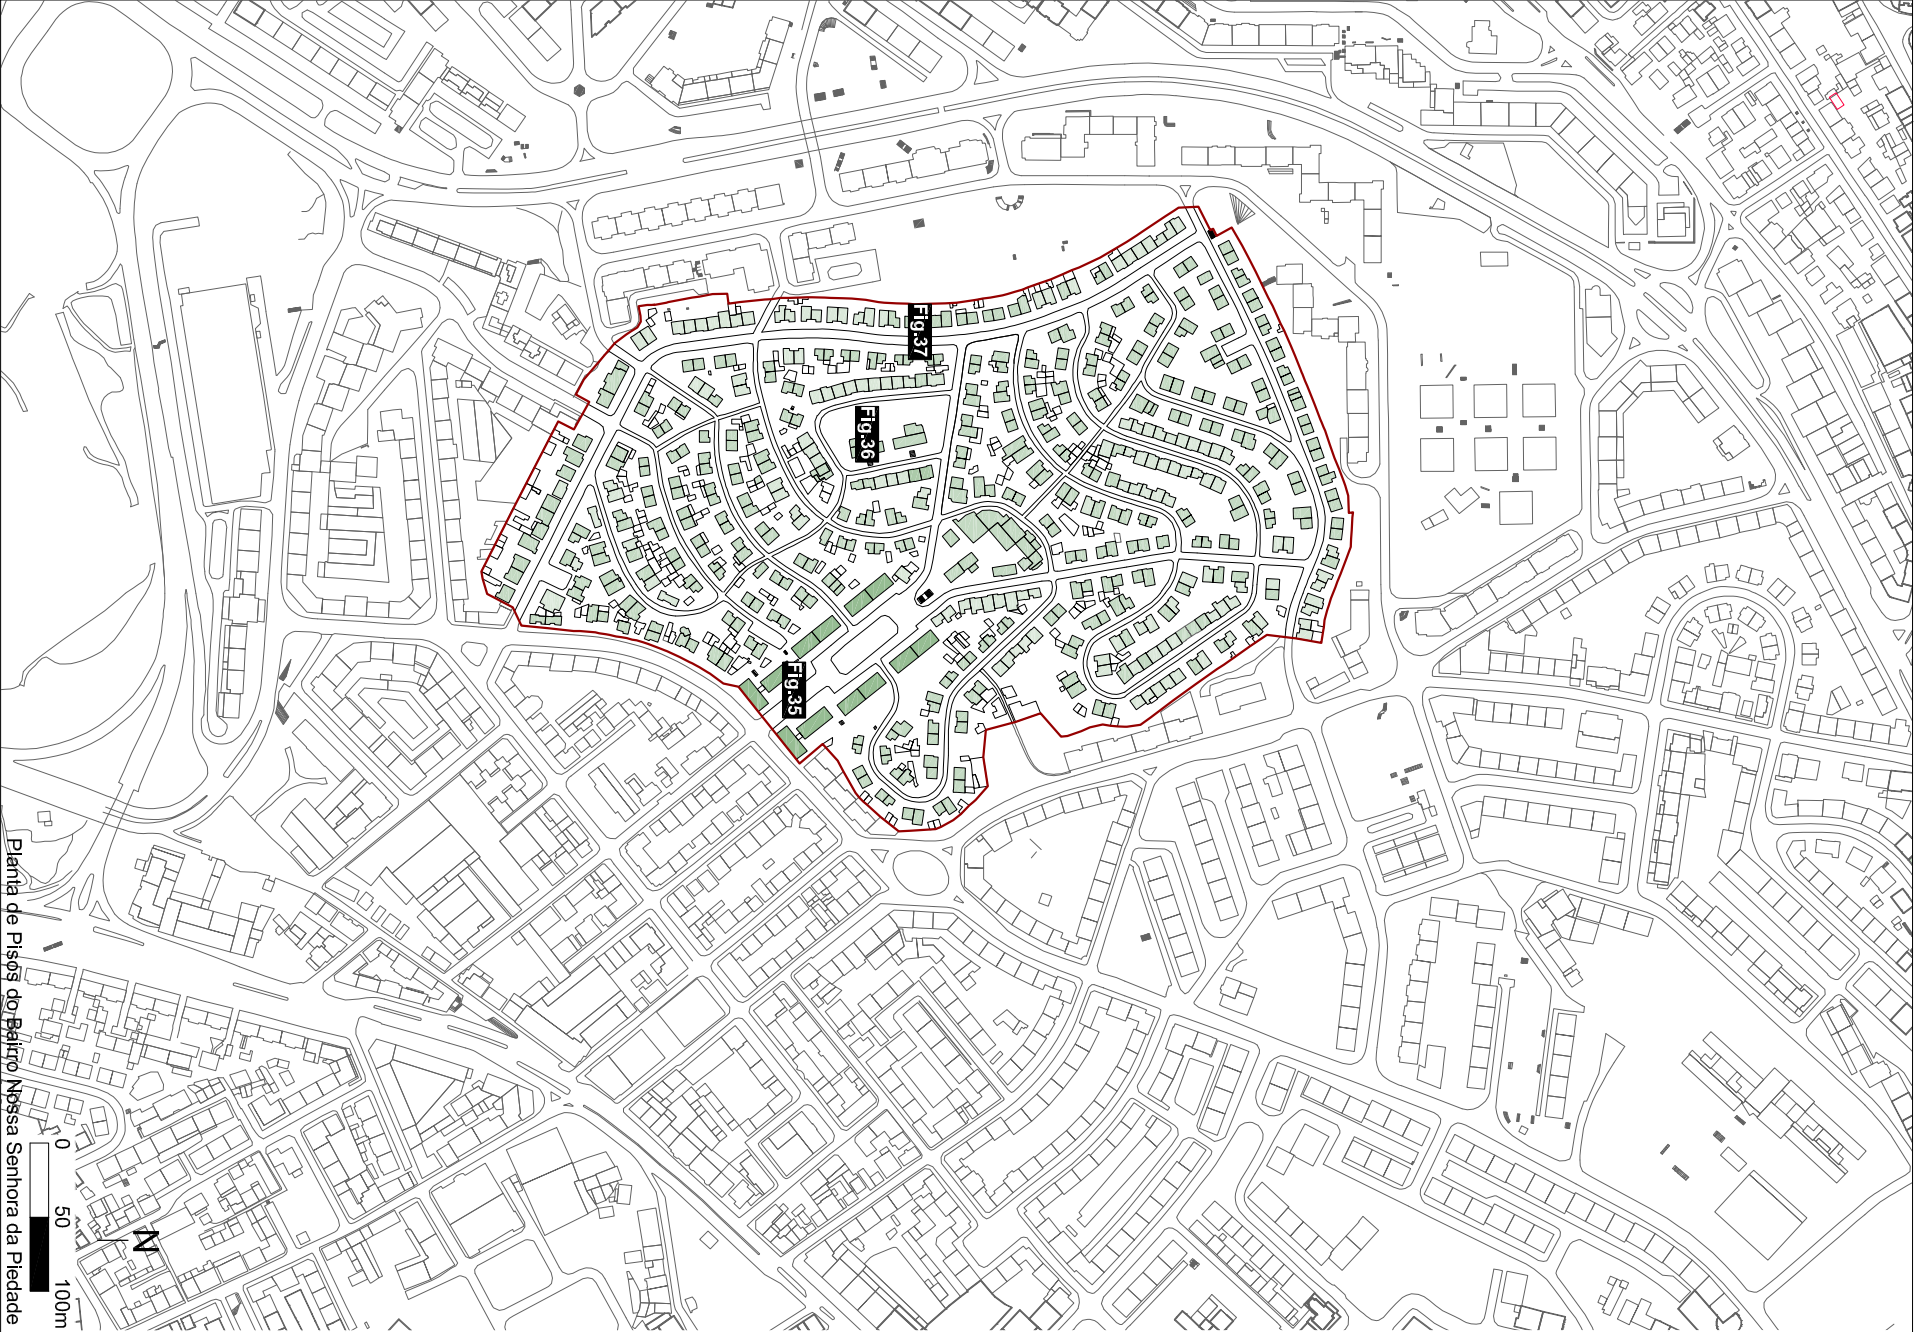 Fig.37
Fig.36
Fig.35
Planta de Pisos do Bairro Nossa Senhora da Piedade
0 50 100m
N